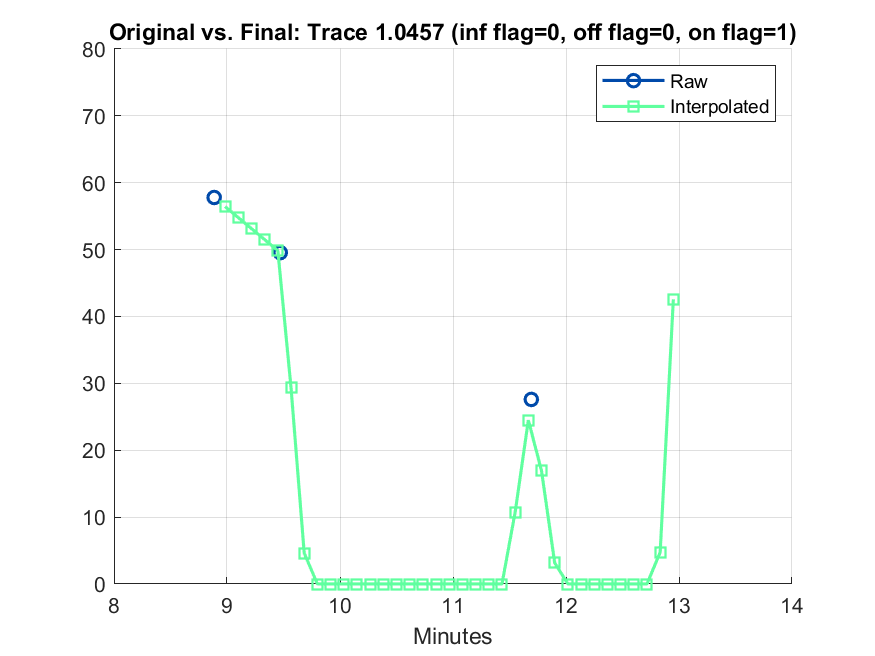 Original vs. Final: Trace 1.0457 (inf flag=0, off flag=0, on flag=1)
80
70
60
50
40
30
20
10
0
Raw
Interpolated
8 9 10 11 12 13 14
Minutes